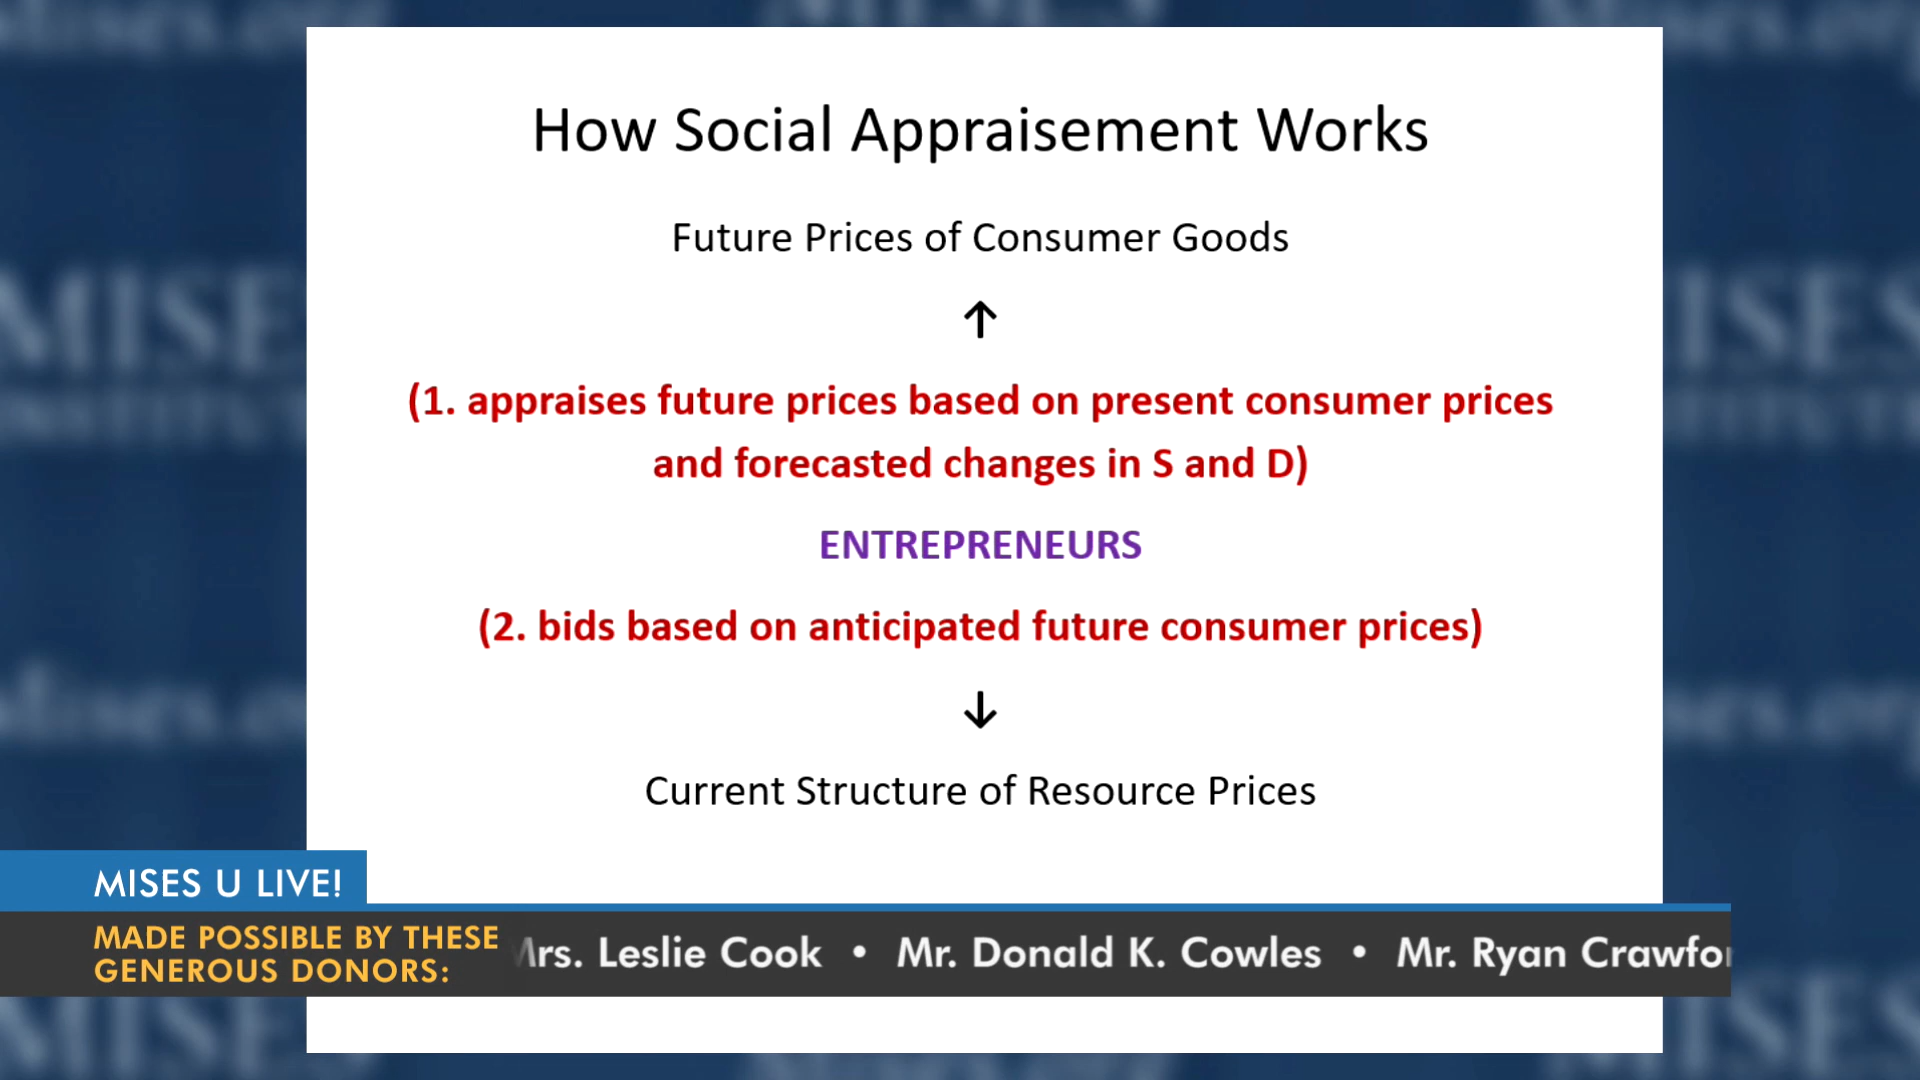 How Social Appraisement Works
Future Prices of Consumer Goods
↑
(1. appraises future prices based on present consumer prices
and forecasted changes in S and D)
ENTREPRENEURS
(2. bids based on anticipated future consumer prices)
↓
Current Structure of Resource Prices
MISES U LIVE!
MADE POSSIBLE BY THESE
GENEROUS DONORS:
Mrs. Leslie Cook • Mr. Donald K. Cowles • Mr. Ryan